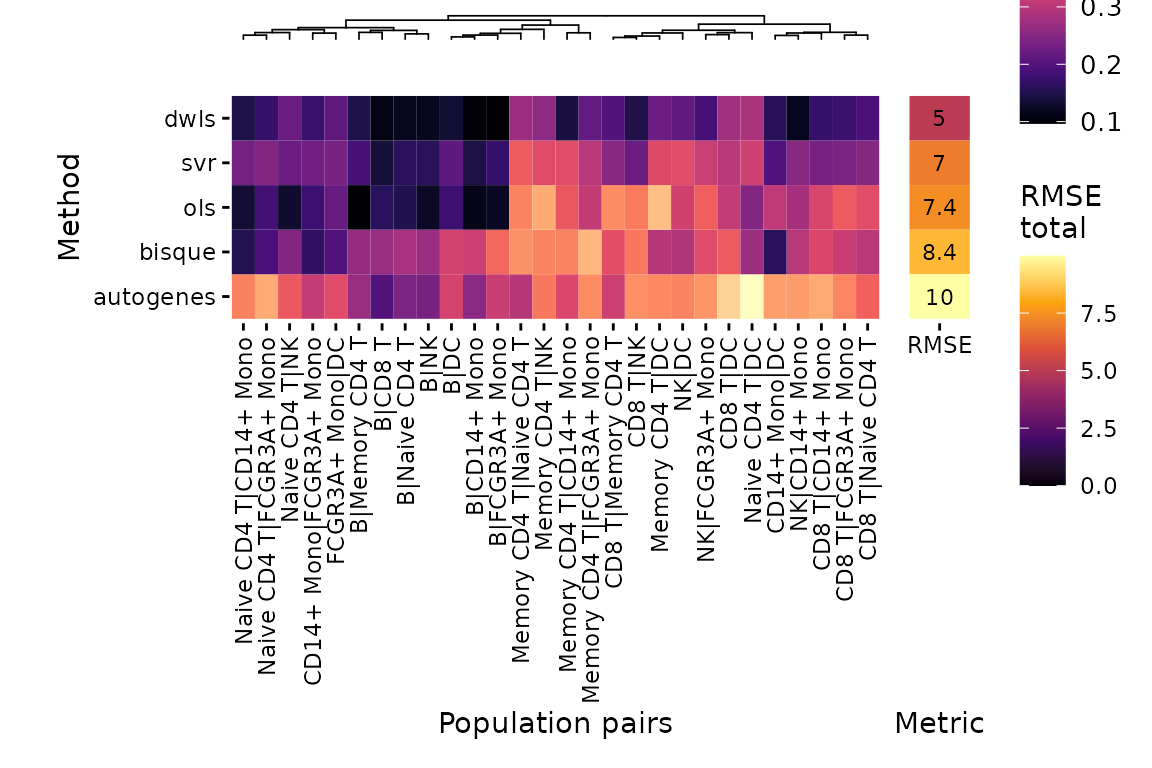 0.3
0.2
0.1
Method
dwls
svr
ols
bisque
autogenes
5
7
7.4
8.4
10
RMSE
RMSE
total
7.5
5.0
2.5
0.0
Naive CD4 T|CD14+ Mono
Naive CD4 T|FCGR3A+ Mono
Naive CD4 T|NK
CD14+ Mono|FCGR3A+ Mono
FCGR3A+ Mono|DC
B|Memory CD4 T
B|CD8 T
B|Naive CD4 T
B|NK
B|DC
B|CD14+ Mono
B|FCGR3A+ Mono
Memory CD4 T|Naive CD4 T
Memory CD4 T|NK
Memory CD4 T|CD14+ Mono
Memory CD4 T|FCGR3A+ Mono
CD8 T|Memory CD4 T
CD8 T|NK
Memory CD4 T|DC
NK|DC
NK|FCGR3A+ Mono
CD8 T|DC
Naive CD4 T|DC
CD14+ Mono|DC
NK|CD14+ Mono
CD8 T|CD14+ Mono
CD8 T|FCGR3A+ Mono
CD8 T|Naive CD4 T
Population pairs
Metric